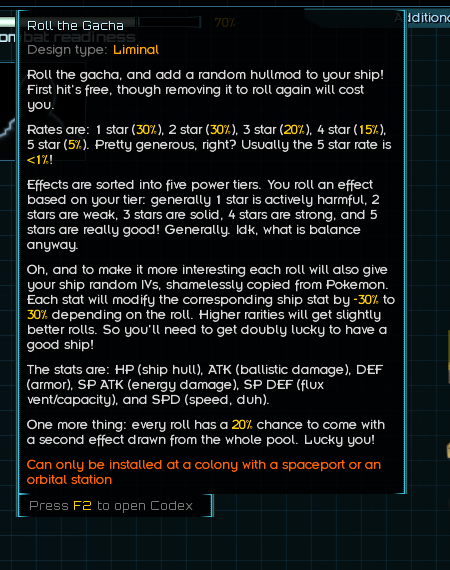 Roll the Gacha
70%
Additiona
mbat readiness
Design type: Liminal
Roll the gacha, and add a random hullmod to your ship!
First hit's free, though removing it to roll again will cost
you.
Rates are: 1 star (30%), 2 star (30%), 3 star (20%), 4 star (15%),
5 star (5%). Pretty generous, right? Usually the 5 star rate is
<1%!
Effects are sorted into five power tiers. You roll an effect
based on your tier: generally 1 star is actively harmful, 2
stars are weak, 3 stars are solid, 4 stars are strong, and 5
stars are really good! Generally. Idk, what is balance
anyway.
Oh, and to make it more interesting each roll will also give
your ship random IVs, shamelessly copied from Pokemon.
Each stat will modify the corresponding ship stat by -30% to
30% depending on the roll. Higher rarities will get slightly
better rolls. So you'll need to get doubly lucky to have a
good ship!
The stats are: HP (ship hull), ATK (ballistic damage), DEF
(armor), SP ATK (energy damage), SP DEF (flux
vent/capacity), and SPD (speed, duh).
One more thing: every roll has a 20% chance to come with
a second effect drawn from the whole pool. Lucky you!
Can only be installed at a colony with a spaceport or an
orbital station
Press F2 to open Codex